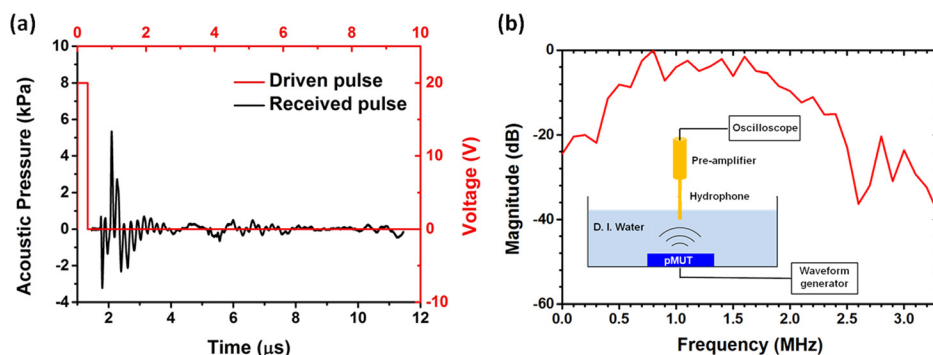 (a)
0 2 4 6 8 10
10
8
6
4
2
0
-2
-4
Acoustic Pressure (kPa)
Driven pulse
Received pulse
20
10
0
-10
Voltage (V)
2 4 6 8 10 12
Time (μs)
(b)
0
-20
-40
-60
Magnitude (dB)
Oscilloscope
Pre-amplifier
Hydrophone
D. I. Water
pMUT
Waveform
generator
0.0 0.5 1.0 1.5 2.0 2.5 3.0
Frequency (MHz)